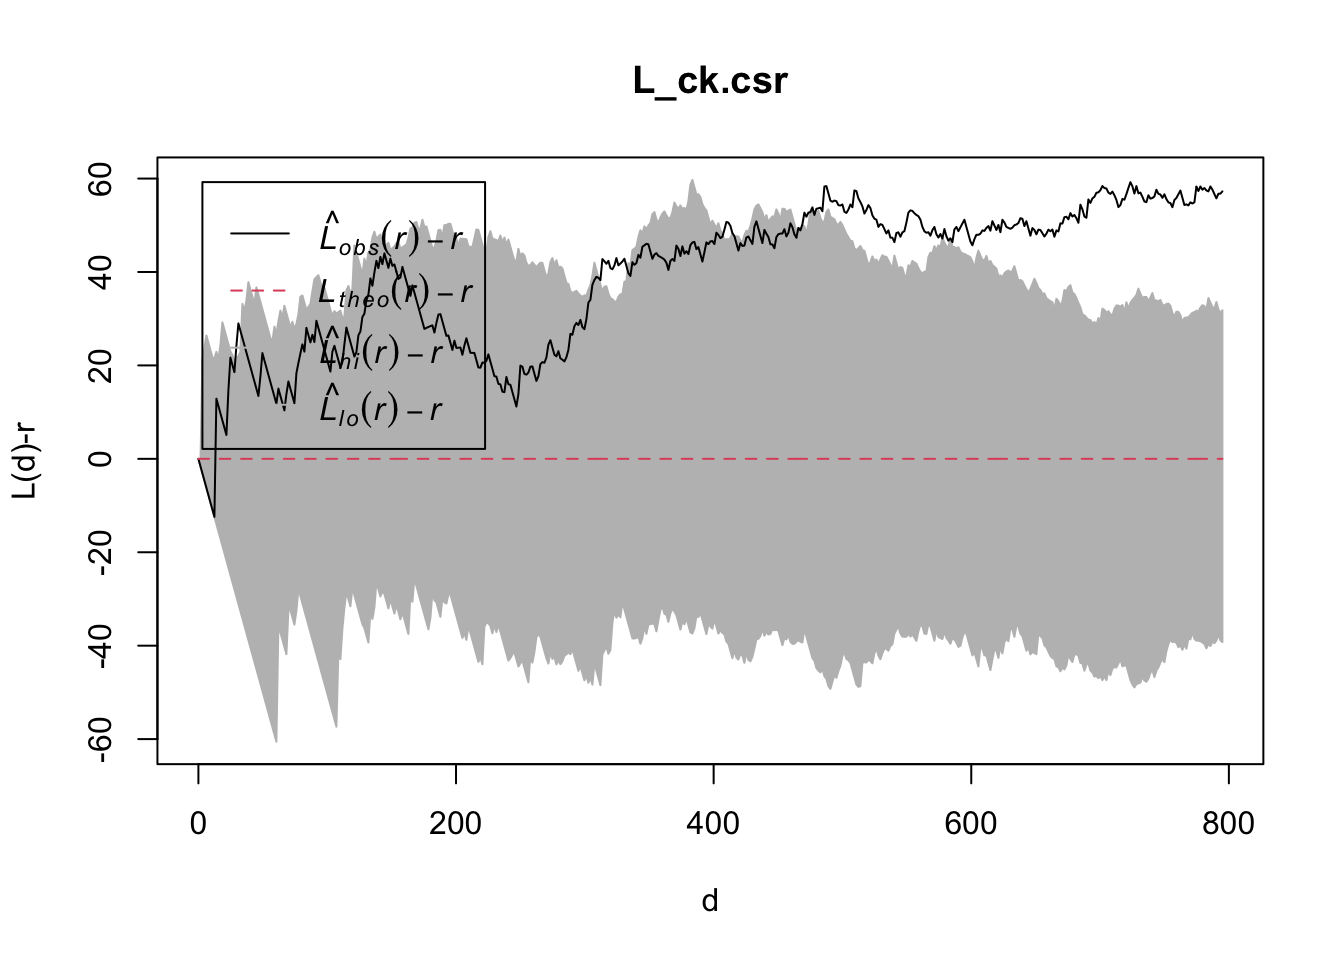 L_ck.csr
L(d)-r
60
40
20
0
-20
-40
-60
L̂obs(r) – r
Ltheo(r) – r
L̂hi(r) – r
L̂lo(r) – r
0 200 400 600 800
d